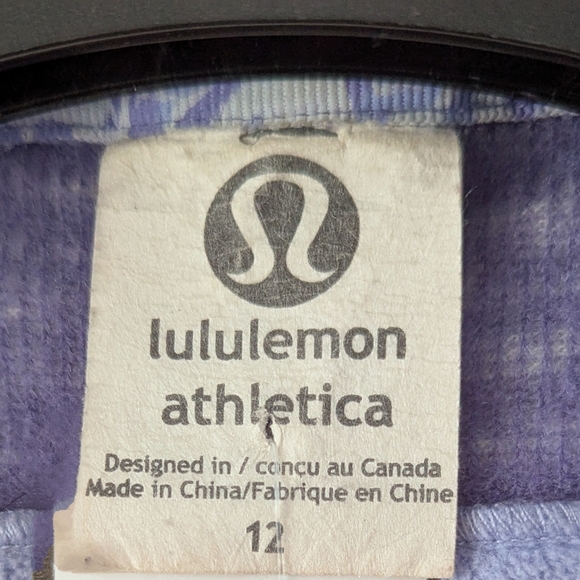 lululemon
athletica
Designed in / conçu au Canada
Made in China/Fabrique en Chine
12